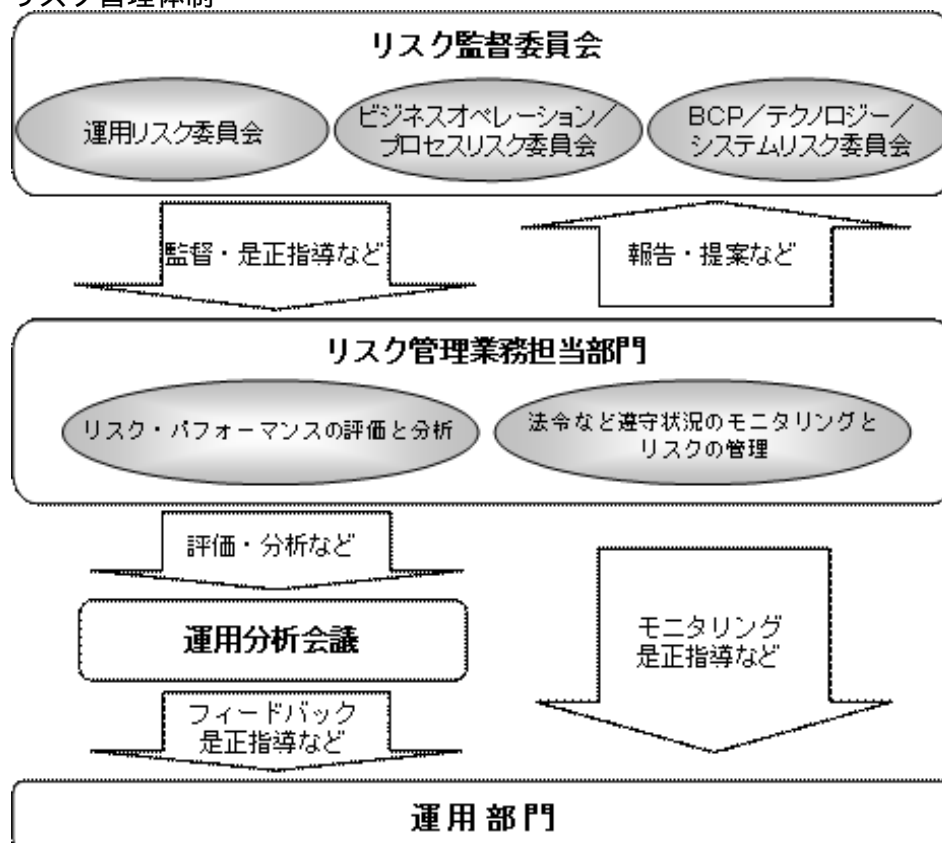 リスク管理体制
リスク監督委員会
運用リスク委員会
ビジネスオペレーション/
プロセスリスク委員会
BCP/テクノロジー/
システムリスク委員会
監督・是正指導など
報告・提案など
リスク管理業務担当部門
リスク・パフォーマンスの評価と分析
法令など遵守状況のモニタリングと
リスクの管理
評価・分析など
運用分析会議
モニタリング
是正指導など
フィードバック
是正指導など
運用部門